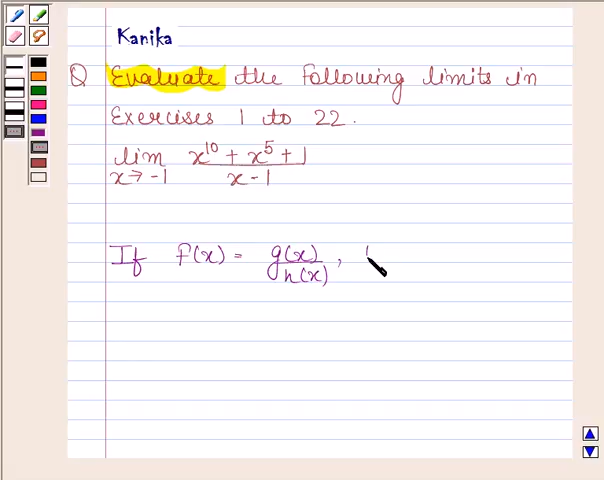 Kanika
Q Evaluate the following limits in
Exercises 1 to 22.
lim x¹⁰ + x⁵ + 1
x → -1 x - 1
If f(x) = g(x)
h(x) ,